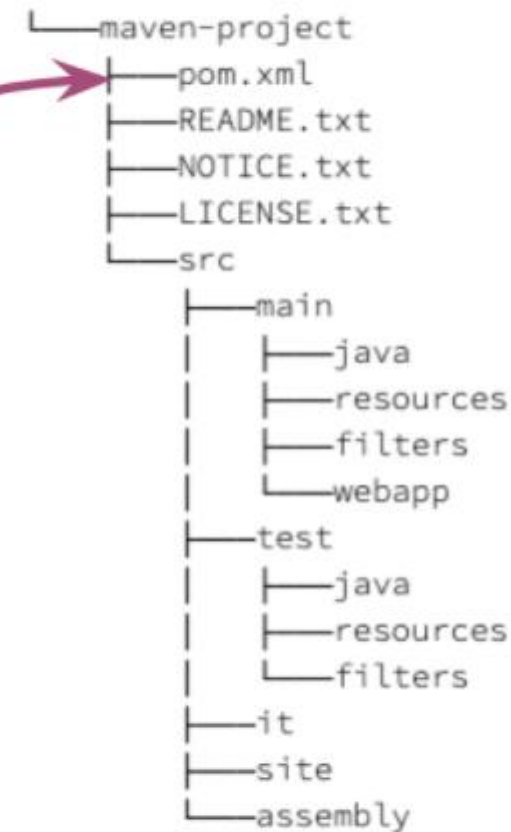 maven-project
pom.xml
README.txt
NOTICE.txt
LICENSE.txt
src
main
java
resources
filters
webapp
test
java
resources
filters
it
site
assembly